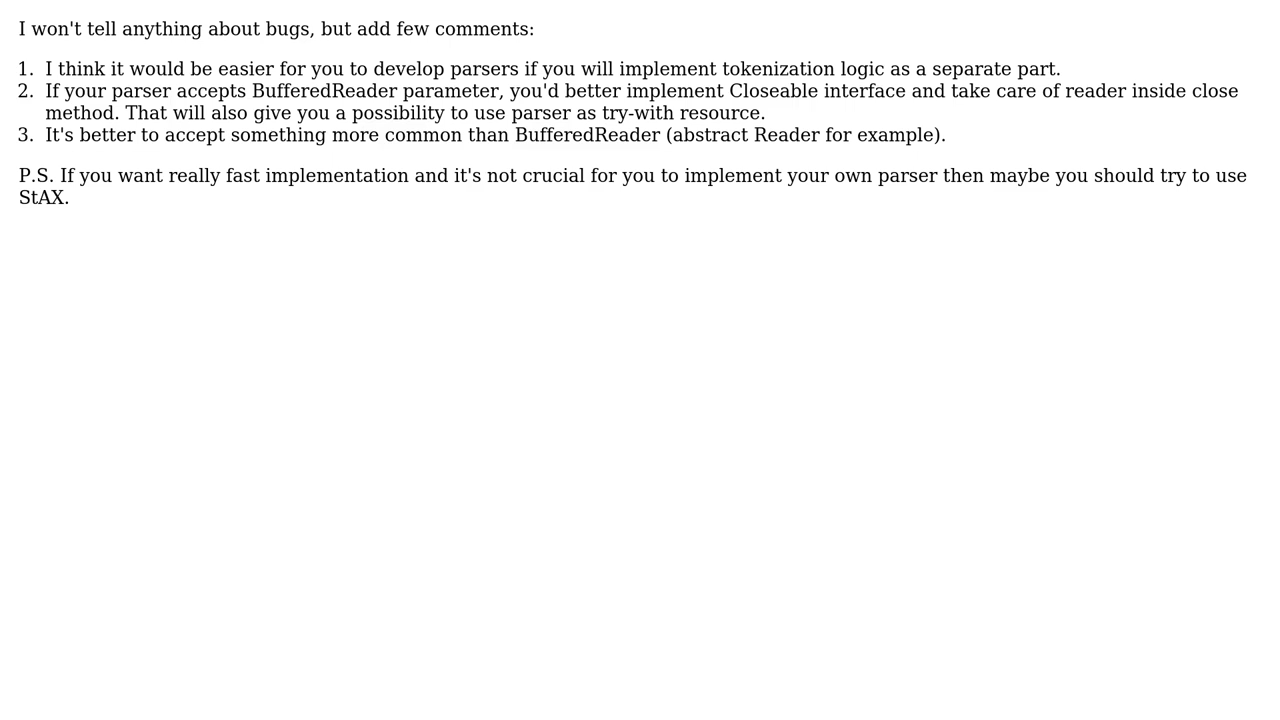 I won't tell anything about bugs, but add few comments:
1. I think it would be easier for you to develop parsers if you will implement tokenization logic as a separate part.
2. If your parser accepts BufferedReader parameter, you'd better implement Closeable interface and take care of reader inside close
method. That will also give you a possibility to use parser as try-with resource.
3. It's better to accept something more common than BufferedReader (abstract Reader for example).
P.S. If you want really fast implementation and it's not crucial for you to implement your own parser then maybe you should try to use
StAX.